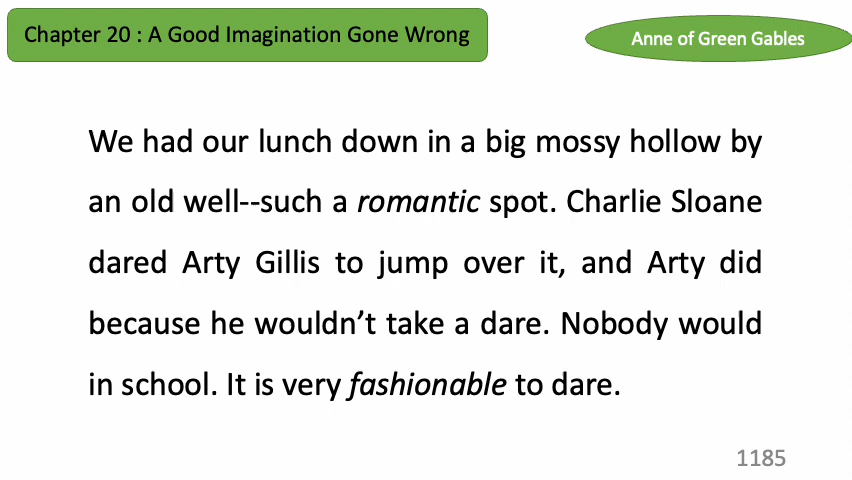 Chapter 20 : A Good Imagination Gone Wrong
Anne of Green Gables
We had our lunch down in a big mossy hollow by
an old well--such a romantic spot. Charlie Sloane
dared Arty Gillis to jump over it, and Arty did
because he wouldn’t take a dare. Nobody would
in school. It is very fashionable to dare.
1185